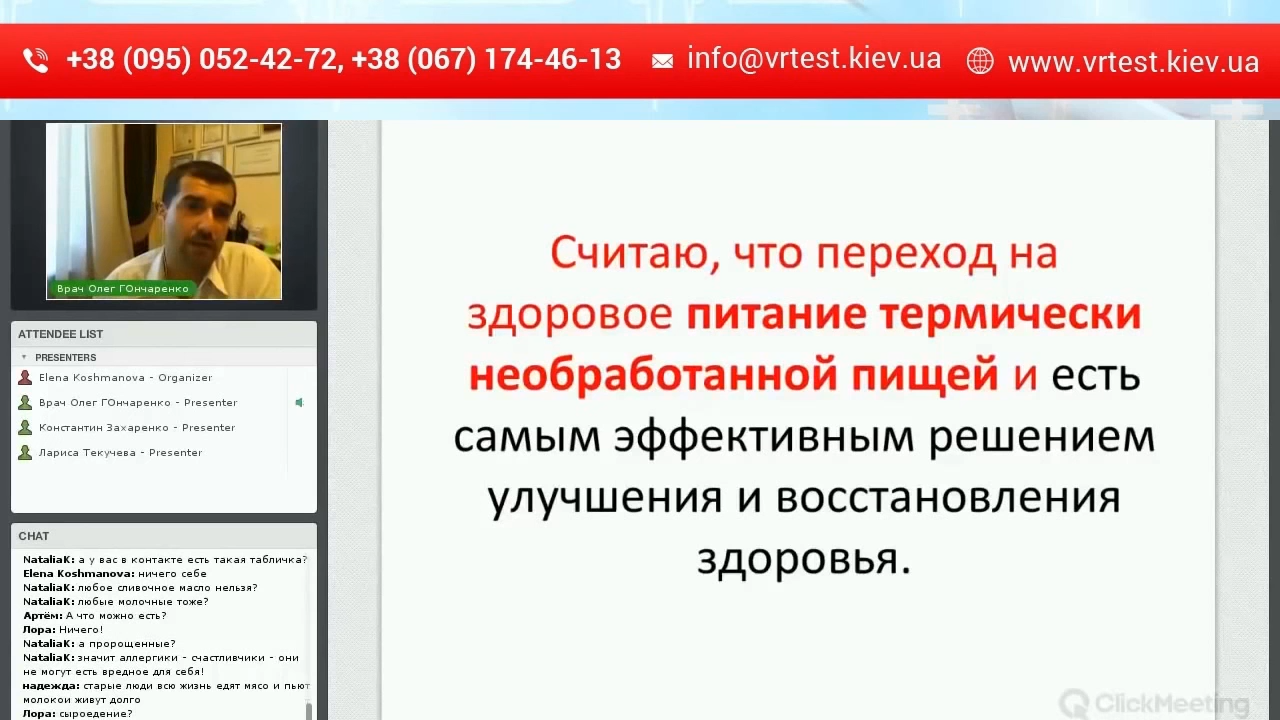 +38 (095) 052-42-72, +38 (067) 174-46-13
info@vrtest.kiev.ua
www.vrtest.kiev.ua
Врач Олег ГОнчаренко
ATTENDEE LIST
PRESENTERS
Elena Koshmanova - Organizer
Врач Олег ГОнчаренко - Presenter
Константин Захаренко - Presenter
Лариса Текучева - Presenter
CHAT
NataliaK: а у вас в контакте есть такая табличка?
Elena Koshmanova: ничего себе
NataliaK: любое сливочное масло нельзя?
NataliaK: любые молочные тоже?
Артём: А что можно есть?
Лора: Ничего!
NataliaK: а пророщенные?
NataliaK: значит аллергики - счастливчики - они
не могут есть вредное для себя!
надежда: старые люди всю жизнь едят мясо и пьют
молокои живут долго
Лора: сыроедение?
Считаю, что переход на
здоровое питание термически
необработанной пищей и есть
самым эффективным решением
улучшения и восстановления
здоровья.
ClickMeeting